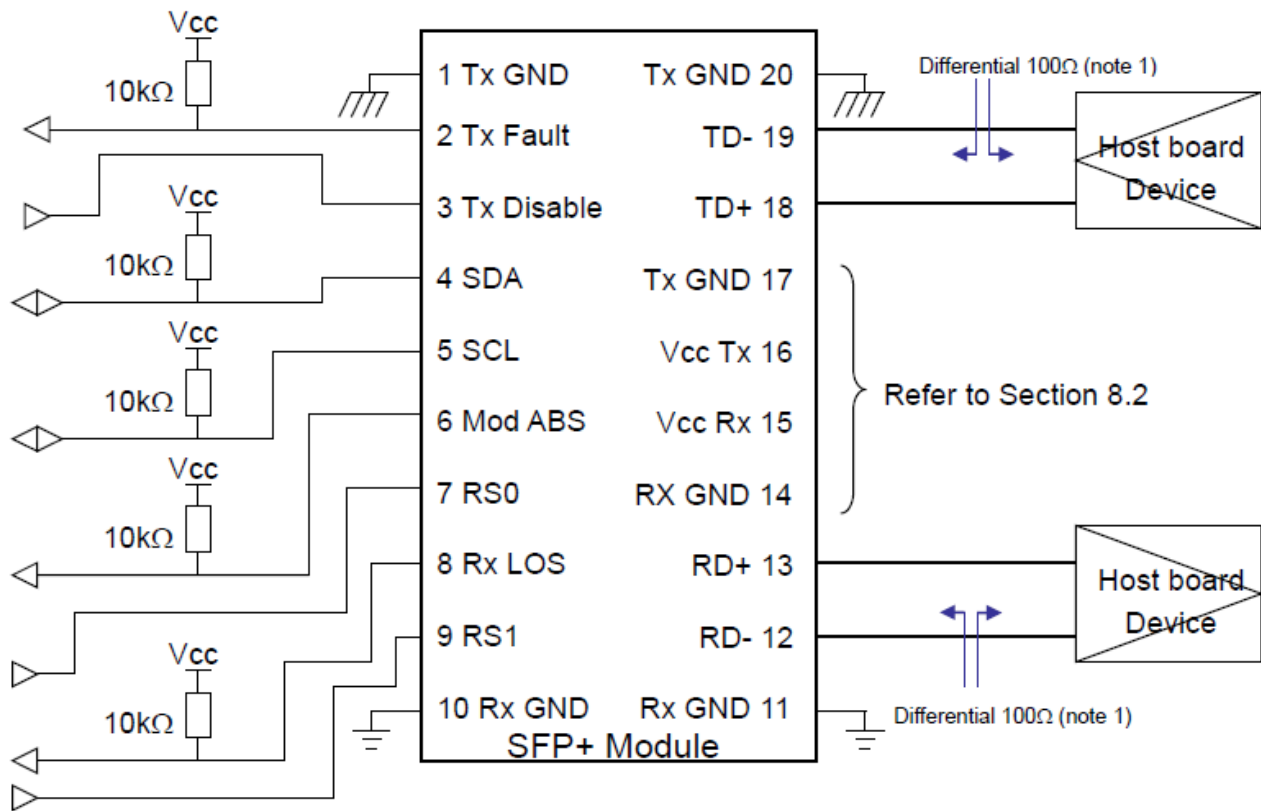 Vcc
10kΩ
Vcc
10kΩ
Vcc
10kΩ
Vcc
10kΩ
Vcc
10kΩ
1 Tx GND
2 Tx Fault
3 Tx Disable
4 SDA
5 SCL
6 Mod ABS
7 RS0
8 Rx LOS
9 RS1
10 Rx GND
Tx GND 20
TD- 19
TD+ 18
Tx GND 17
Vcc Tx 16
Vcc Rx 15
RX GND 14
RD+ 13
RD- 12
Rx GND 11
SFP+ Module
Differential 100Ω (note 1)
Host board
Device
Refer to Section 8.2
Host board
Device
Differential 100Ω (note 1)